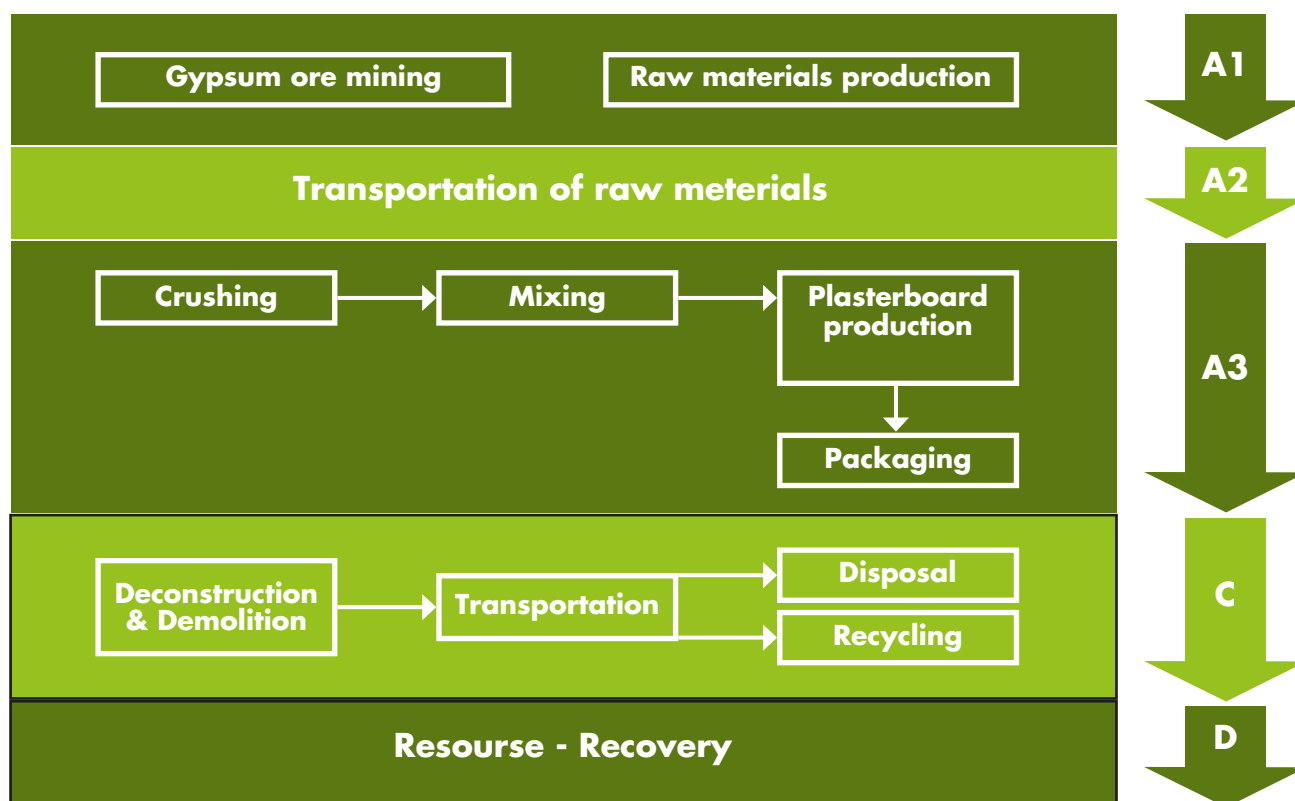 Gypsum ore mining
Raw materials production
A1
Transportation of raw meterials
A2
Crushing
Mixing
Plasterboard
production
Packaging
A3
Deconstruction
& Demolition
Transportation
Disposal
Recycling
C
Resourse - Recovery
D